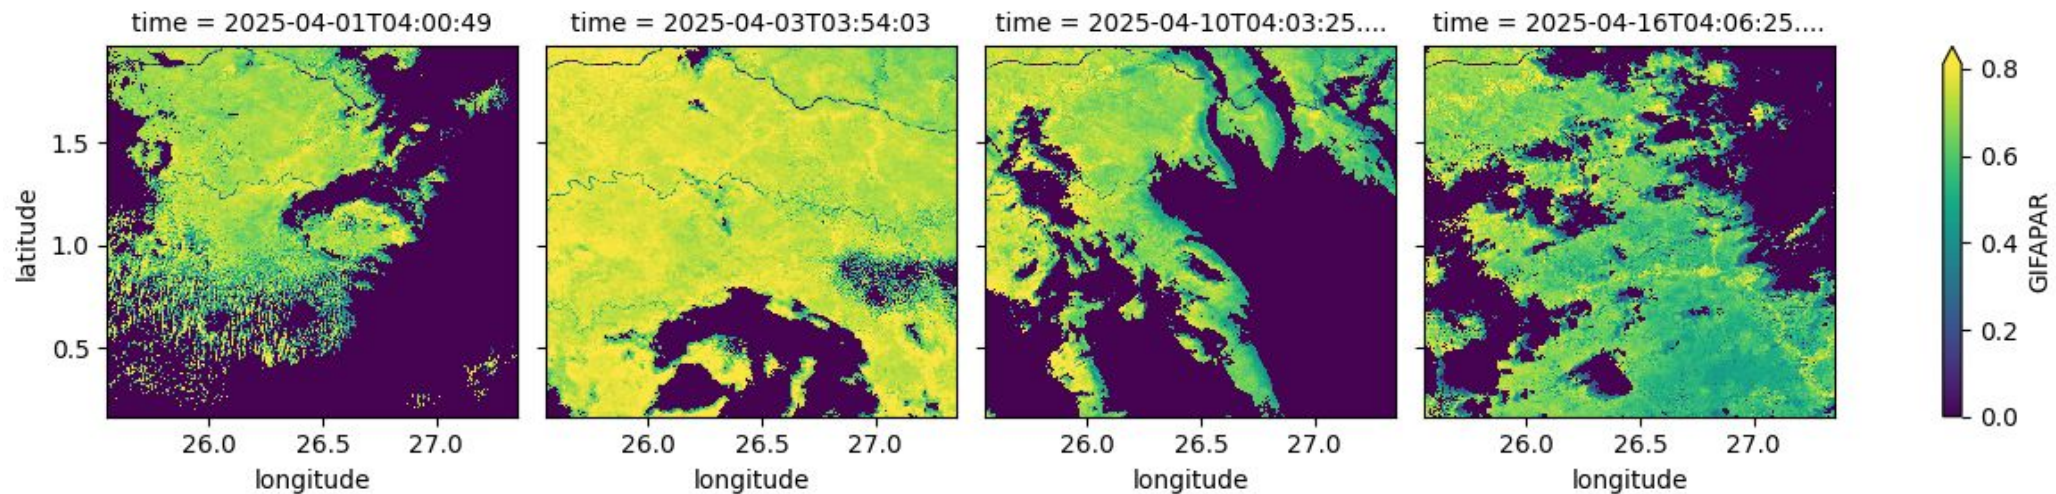 time = 2025-04-01T04:00:49
time = 2025-04-03T03:54:03
time = 2025-04-10T04:03:25....
time = 2025-04-16T04:06:25....
latitude
1.5
1.0
0.5
26.0 26.5 27.0
longitude
26.0 26.5 27.0
longitude
26.0 26.5 27.0
longitude
26.0 26.5 27.0
longitude
0.8
0.6
0.4
0.2
0.0
GIFAPAR